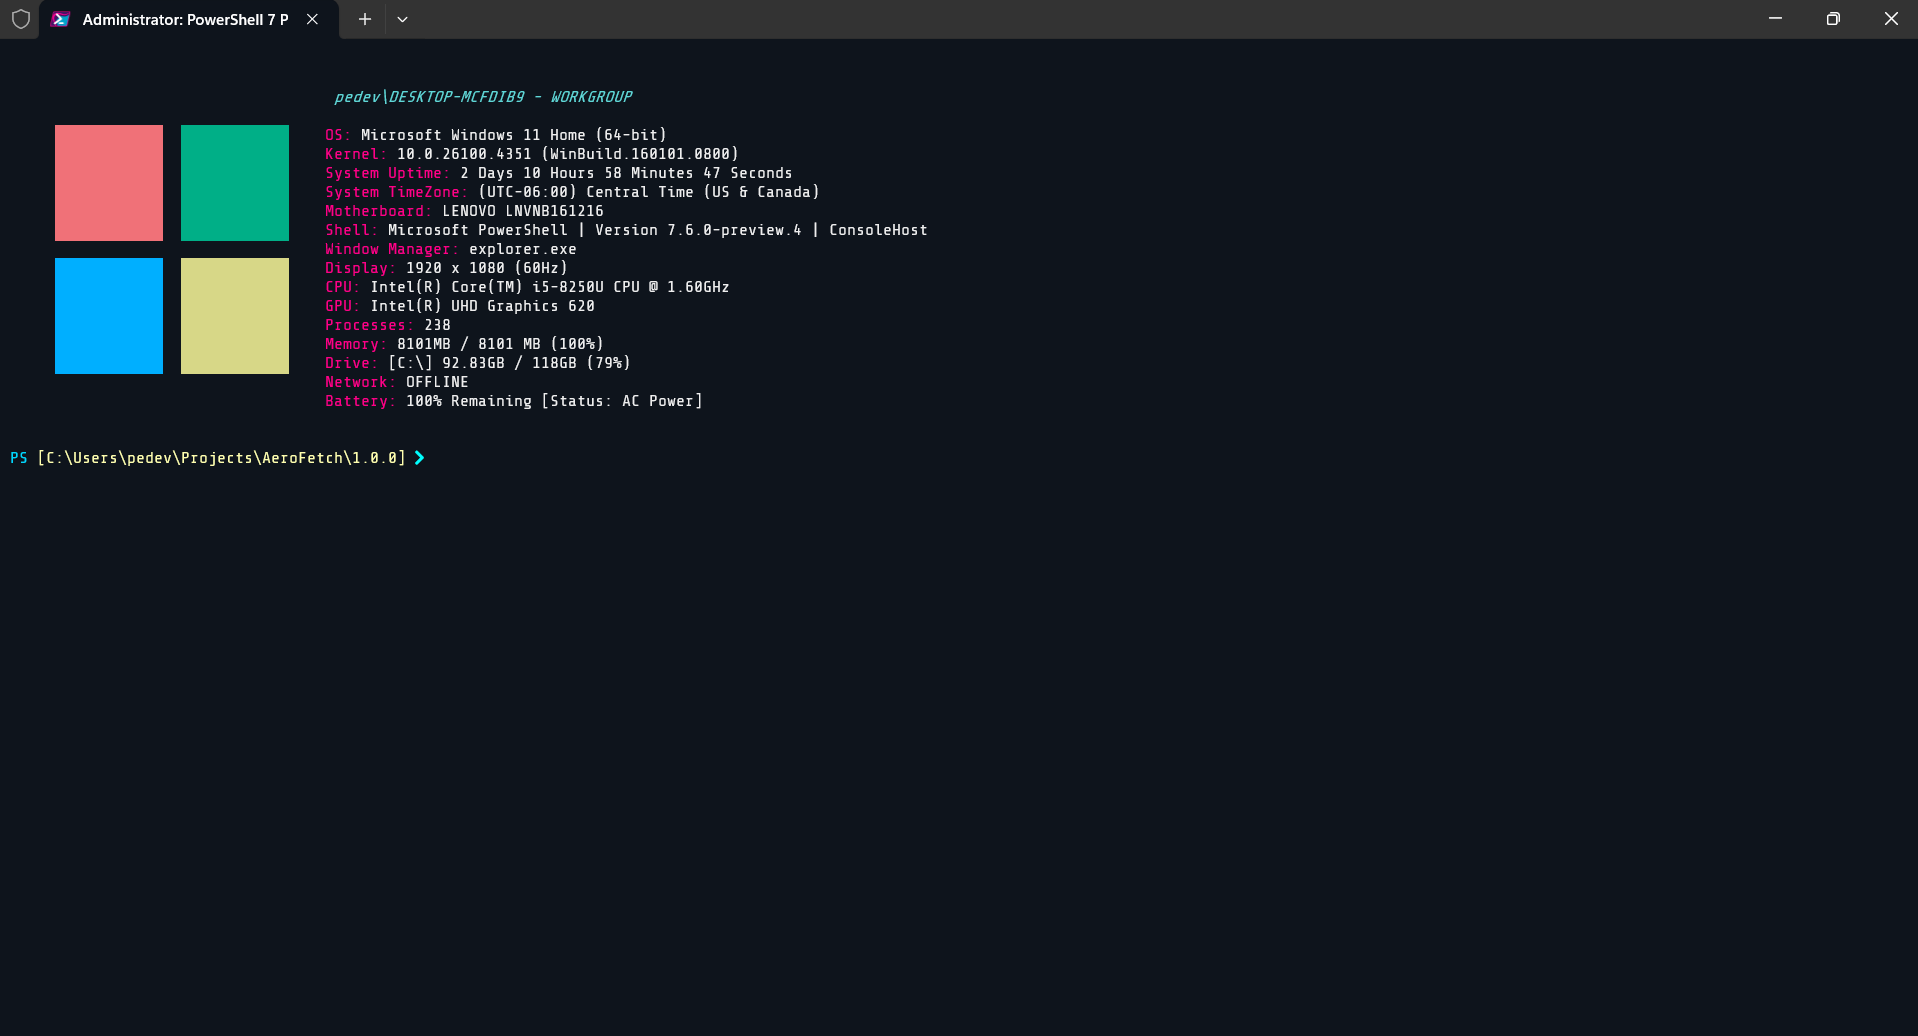 Administrator: PowerShell 7 P
pedev\DESKTOP-MCFDIB9 - WORKGROUP
OS: Microsoft Windows 11 Home (64-bit)
Kernel: 10.0.26100.4351 (WinBuild.160101.0800)
System Uptime: 2 Days 10 Hours 58 Minutes 47 Seconds
System TimeZone: (UTC-06:00) Central Time (US & Canada)
Motherboard: LENOVO LNVNB161216
Shell: Microsoft PowerShell | Version 7.6.0-preview.4 | ConsoleHost
Window Manager: explorer.exe
Display: 1920 x 1080 (60Hz)
CPU: Intel(R) Core(TM) i5-8250U CPU @ 1.60GHz
GPU: Intel(R) UHD Graphics 620
Processes: 238
Memory: 8101MB / 8101 MB (100%)
Drive: [C:\] 92.83GB / 118GB (79%)
Network: OFFLINE
Battery: 100% Remaining [Status: AC Power]
PS [C:\Users\pedev\Projects\AeroFetch\1.0.0] ❯